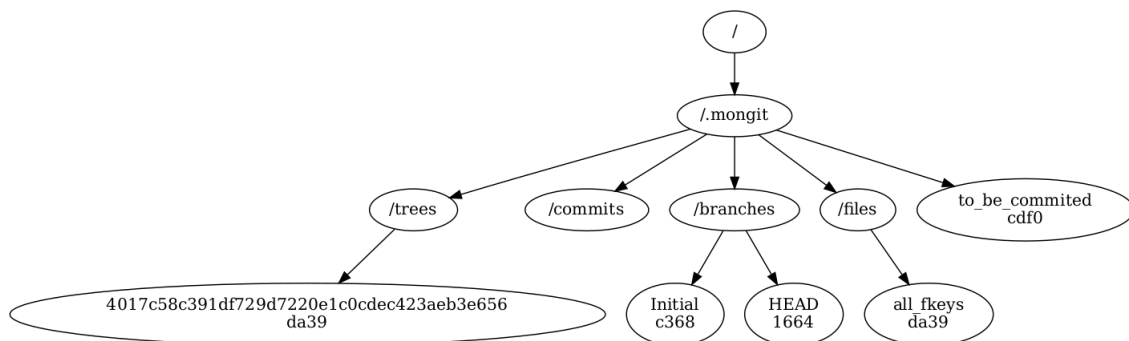 /
/.mongit
/trees
/commits
/branches
/files
to_be_commited
cdf0
4017c58c391df729d7220e1c0cdec423aeb3e656
da39
Initial
c368
HEAD
1664
all_fkeys
da39